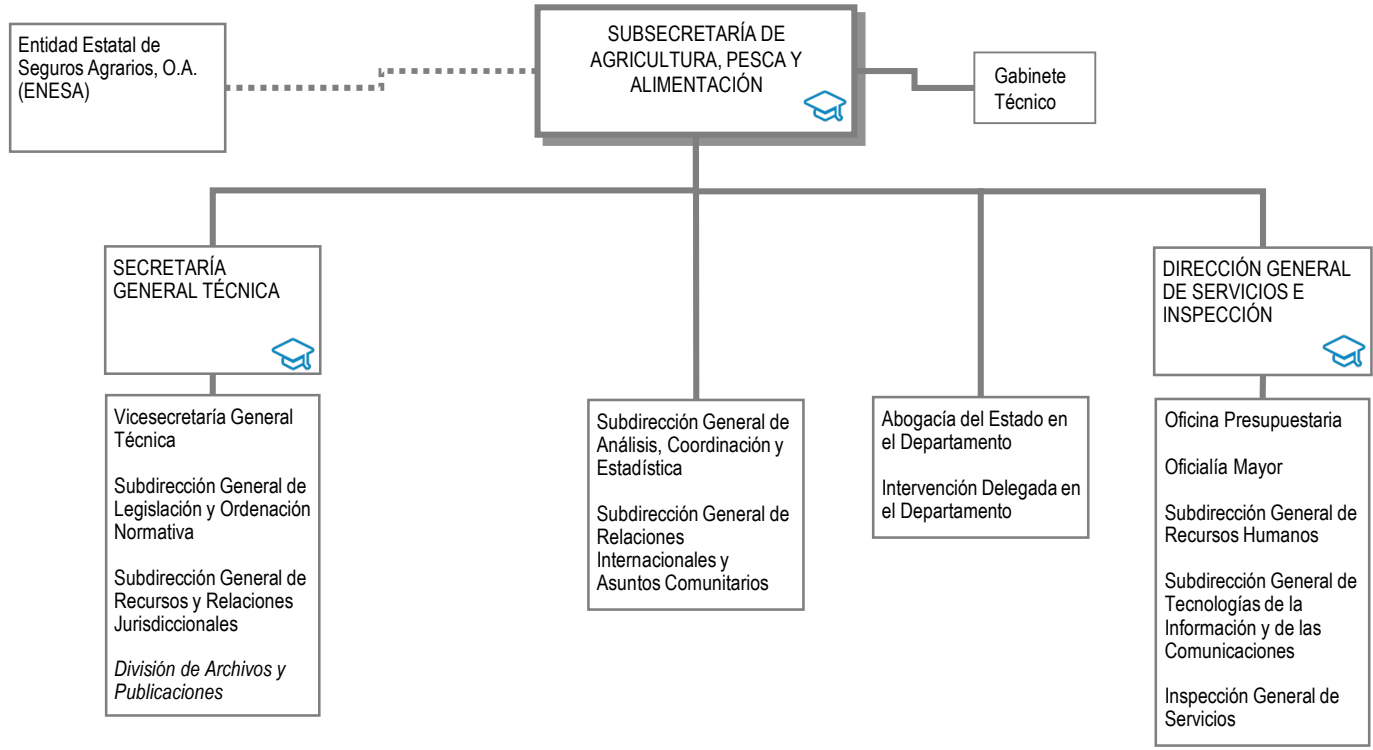 Entidad Estatal de
Seguros Agrarios, O.A.
(ENESA)
SUBSECRETARÍA DE
AGRICULTURA, PESCA Y
ALIMENTACIÓN
Gabinete
Técnico
SECRETARÍA
GENERAL TÉCNICA
DIRECCIÓN GENERAL
DE SERVICIOS E
INSPECCIÓN
Vicesecretaría General
Técnica
Subdirección General de
Legislación y Ordenación
Normativa
Subdirección General de
Recursos y Relaciones
Jurisdiccionales
División de Archivos y
Publicaciones
Subdirección General de
Análisis, Coordinación y
Estadística
Subdirección General de
Relaciones
Internacionales y
Asuntos Comunitarios
Abogacía del Estado en
el Departamento
Intervención Delegada en
el Departamento
Oficina Presupuestaria
Oficialía Mayor
Subdirección General de
Recursos Humanos
Subdirección General de
Tecnologías de la
Información y de las
Comunicaciones
Inspección General de
Servicios